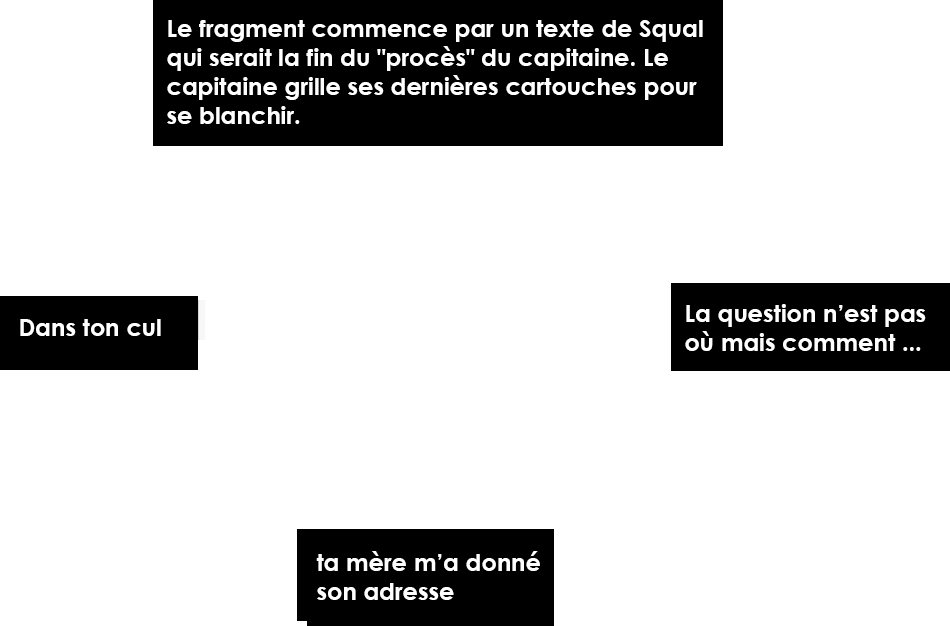 Le fragment commence par un texte de Squal
qui serait la fin du "procès" du capitaine. Le
capitaine grille ses dernières cartouches pour
se blanchir.
Dans ton cul
La question n’est pas
où mais comment ...
ta mère m’a donné
son adresse